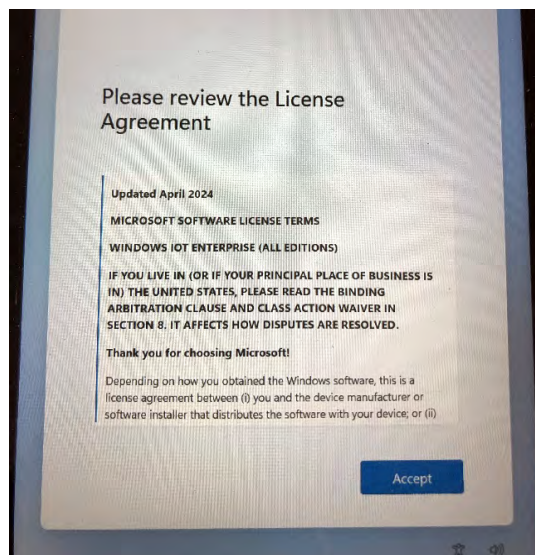 Please review the License
Agreement
Updated April 2024
MICROSOFT SOFTWARE LICENSE TERMS
WINDOWS IOT ENTERPRISE (ALL EDITIONS)
IF YOU LIVE IN (OR IF YOUR PRINCIPAL PLACE OF BUSINESS IS
IN) THE UNITED STATES, PLEASE READ THE BINDING
ARBITRATION CLAUSE AND CLASS ACTION WAIVER IN
SECTION 8. IT AFFECTS HOW DISPUTES ARE RESOLVED.
Thank you for choosing Microsoft!
Depending on how you obtained the Windows software, this is a
license agreement between (i) you and the device manufacturer or
software installer that distributes the software with your device; or (ii)
Accept